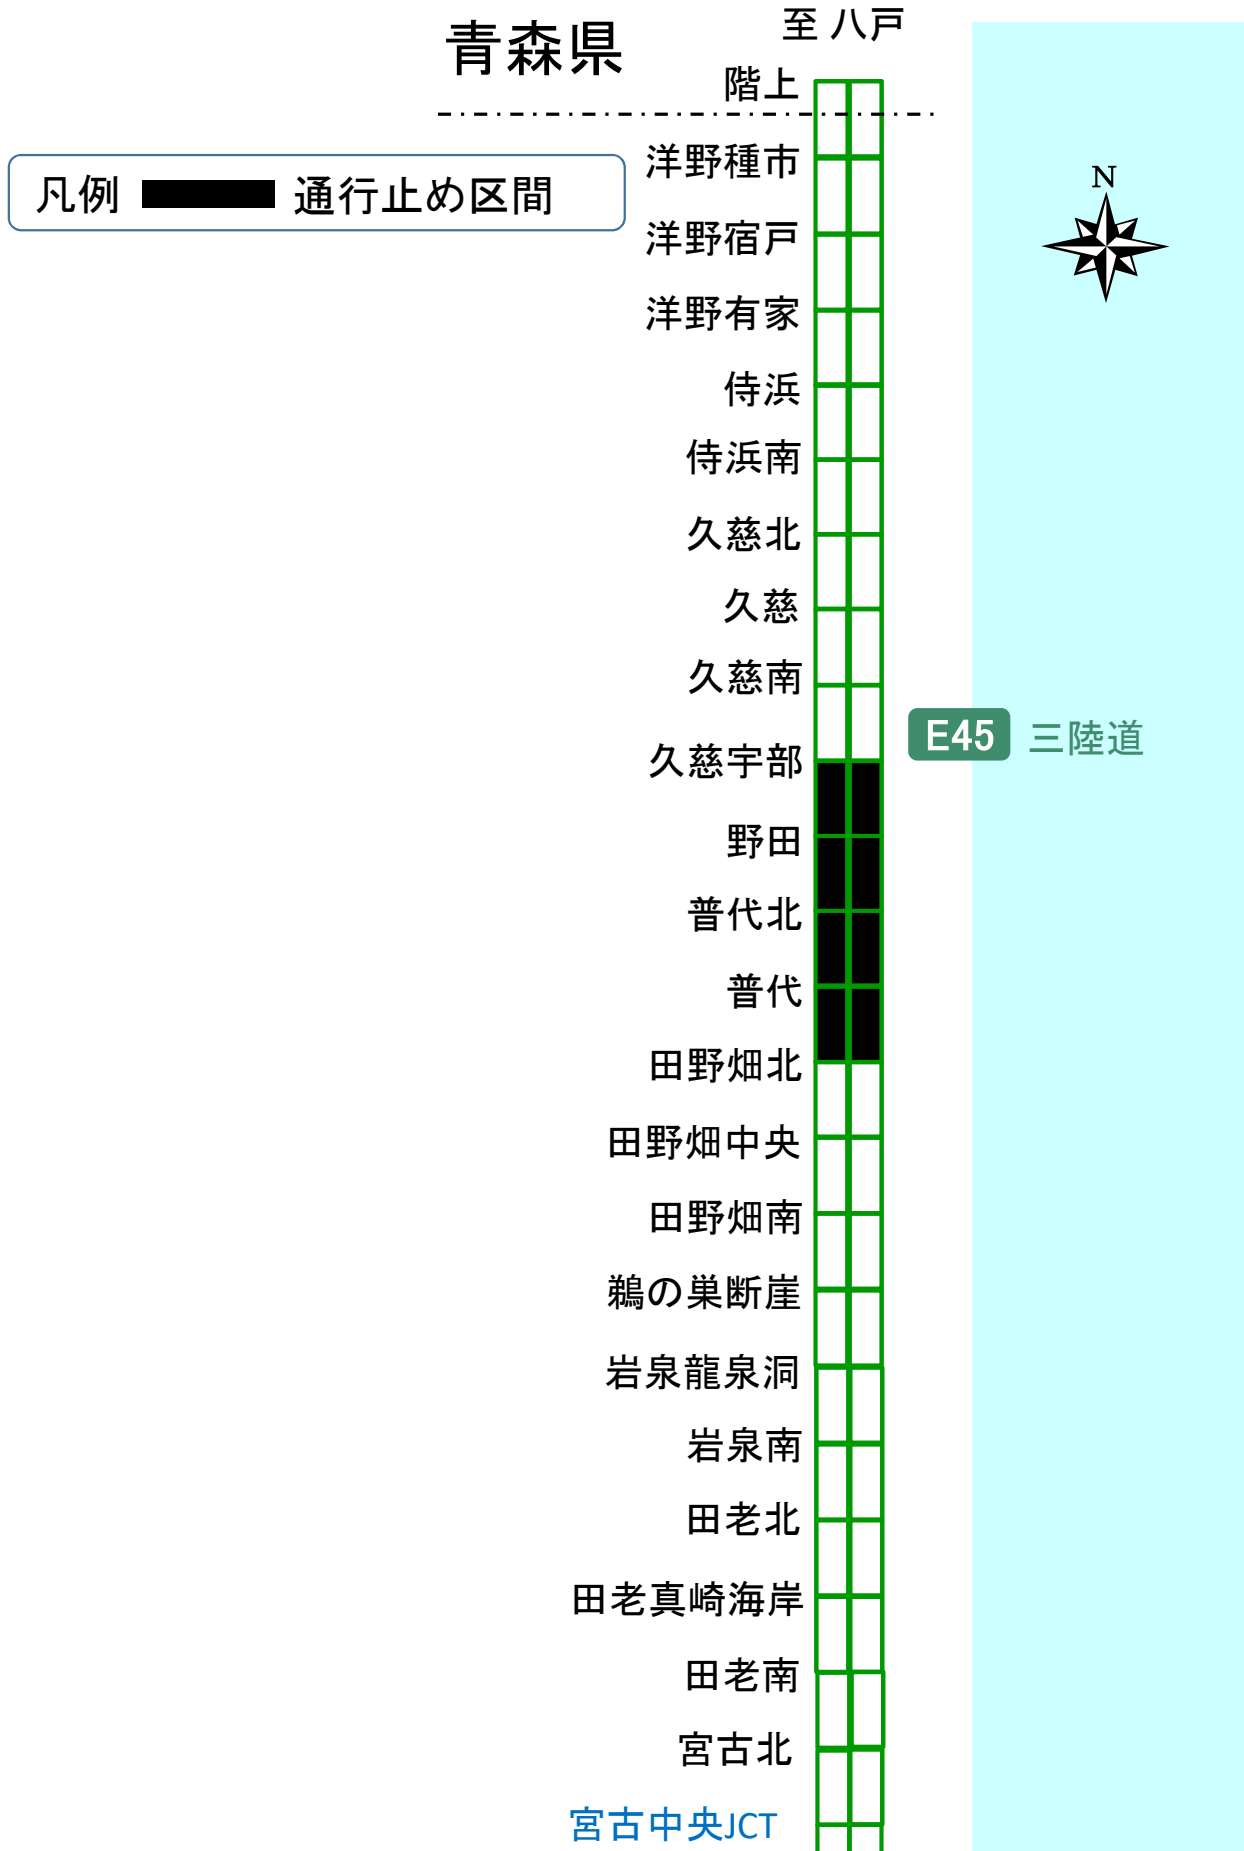 至 八戸
青森県
階上
洋野種市
凡例 通行止め区間
N
洋野宿戸
洋野有家
侍浜
侍浜南
久慈北
久慈
久慈南
E45 三陸道
久慈宇部
野田
普代北
普代
田野畑北
田野畑中央
田野畑南
鵜の巣断崖
岩泉龍泉洞
岩泉南
田老北
田老真崎海岸
田老南
宮古北
宮古中央JCT